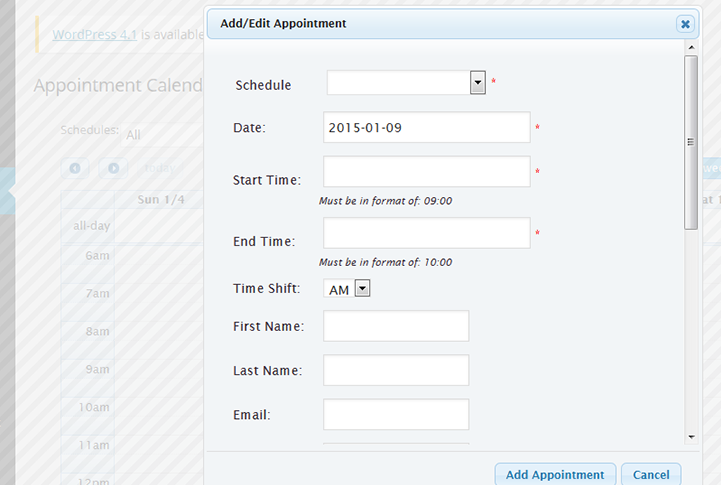 Add/Edit Appointment
WordPress 4.1 is available
Appointment Calend
Schedule *
Schedules: All
Date: 2015-01-09 *
today
Start Time: *
Must be in format of: 09:00
Sun 1/4
all-day
End Time: *
6am
Must be in format of: 10:00
Time Shift: AM
7am
First Name:
8am
Last Name:
9am
10am
Email:
11am
12pm
Add Appointment Cancel